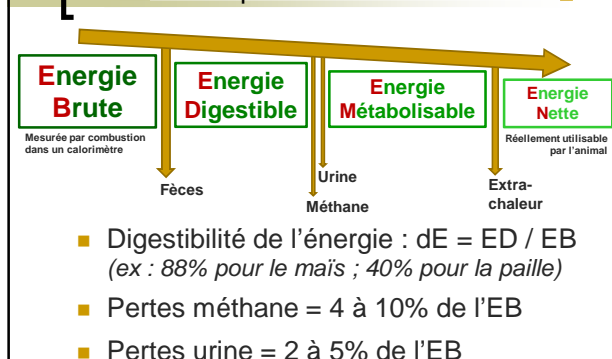 Energie
Brute
Energie
Digestible
Energie
Métabolisable
Energie
Nette
Mesurée par combustion
dans un calorimètre
Réellement utilisable
par l'animal
Fèces
Urine
Méthane
Extra-
chaleur
Digestibilité de l'énergie : dE = ED / EB
(ex : 88% pour le maïs ; 40% pour la paille)
Pertes méthane = 4 à 10% de l'EB
Pertes urine = 2 à 5% de l'EB